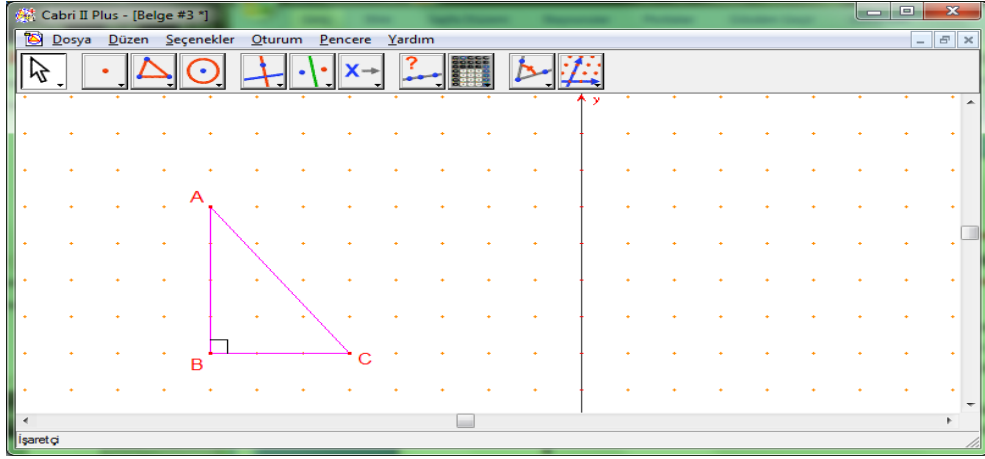 Cabri II Plus - [Belge #3 *]
Dosya Düzen Seçenekler Oturum Pencere Yardım
X
?
y
A
B
C
İşaretçi